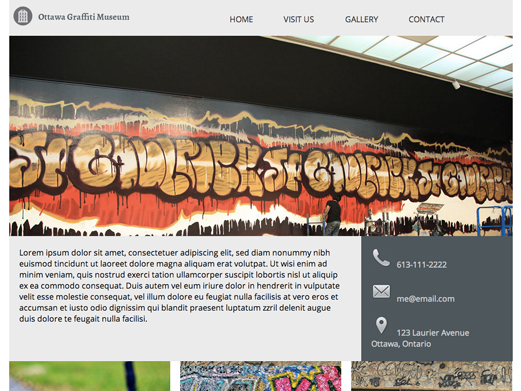 Ottawa Graffiti Museum
HOME VISIT US GALLERY CONTACT
Lorem ipsum dolor sit amet, consectetuer adipiscing elit, sed diam nonummy nibh
euismod tincidunt ut laoreet dolore magna aliquam erat volutpat. Ut wisi enim ad
minim veniam, quis nostrud exerci tation ullamcorper suscipit lobortis nisl ut aliquip
ex ea commodo consequat. Duis autem vel eum iriure dolor in hendrerit in vulputate
velit esse molestie consequat, vel illum dolore eu feugiat nulla facilisis at vero eros et
accumsan et iusto odio dignissim qui blandit praesent luptatum zzril delenit augue
duis dolore te feugait nulla facilisi.
613-111-2222
me@email.com
123 Laurier Avenue
Ottawa, Ontario